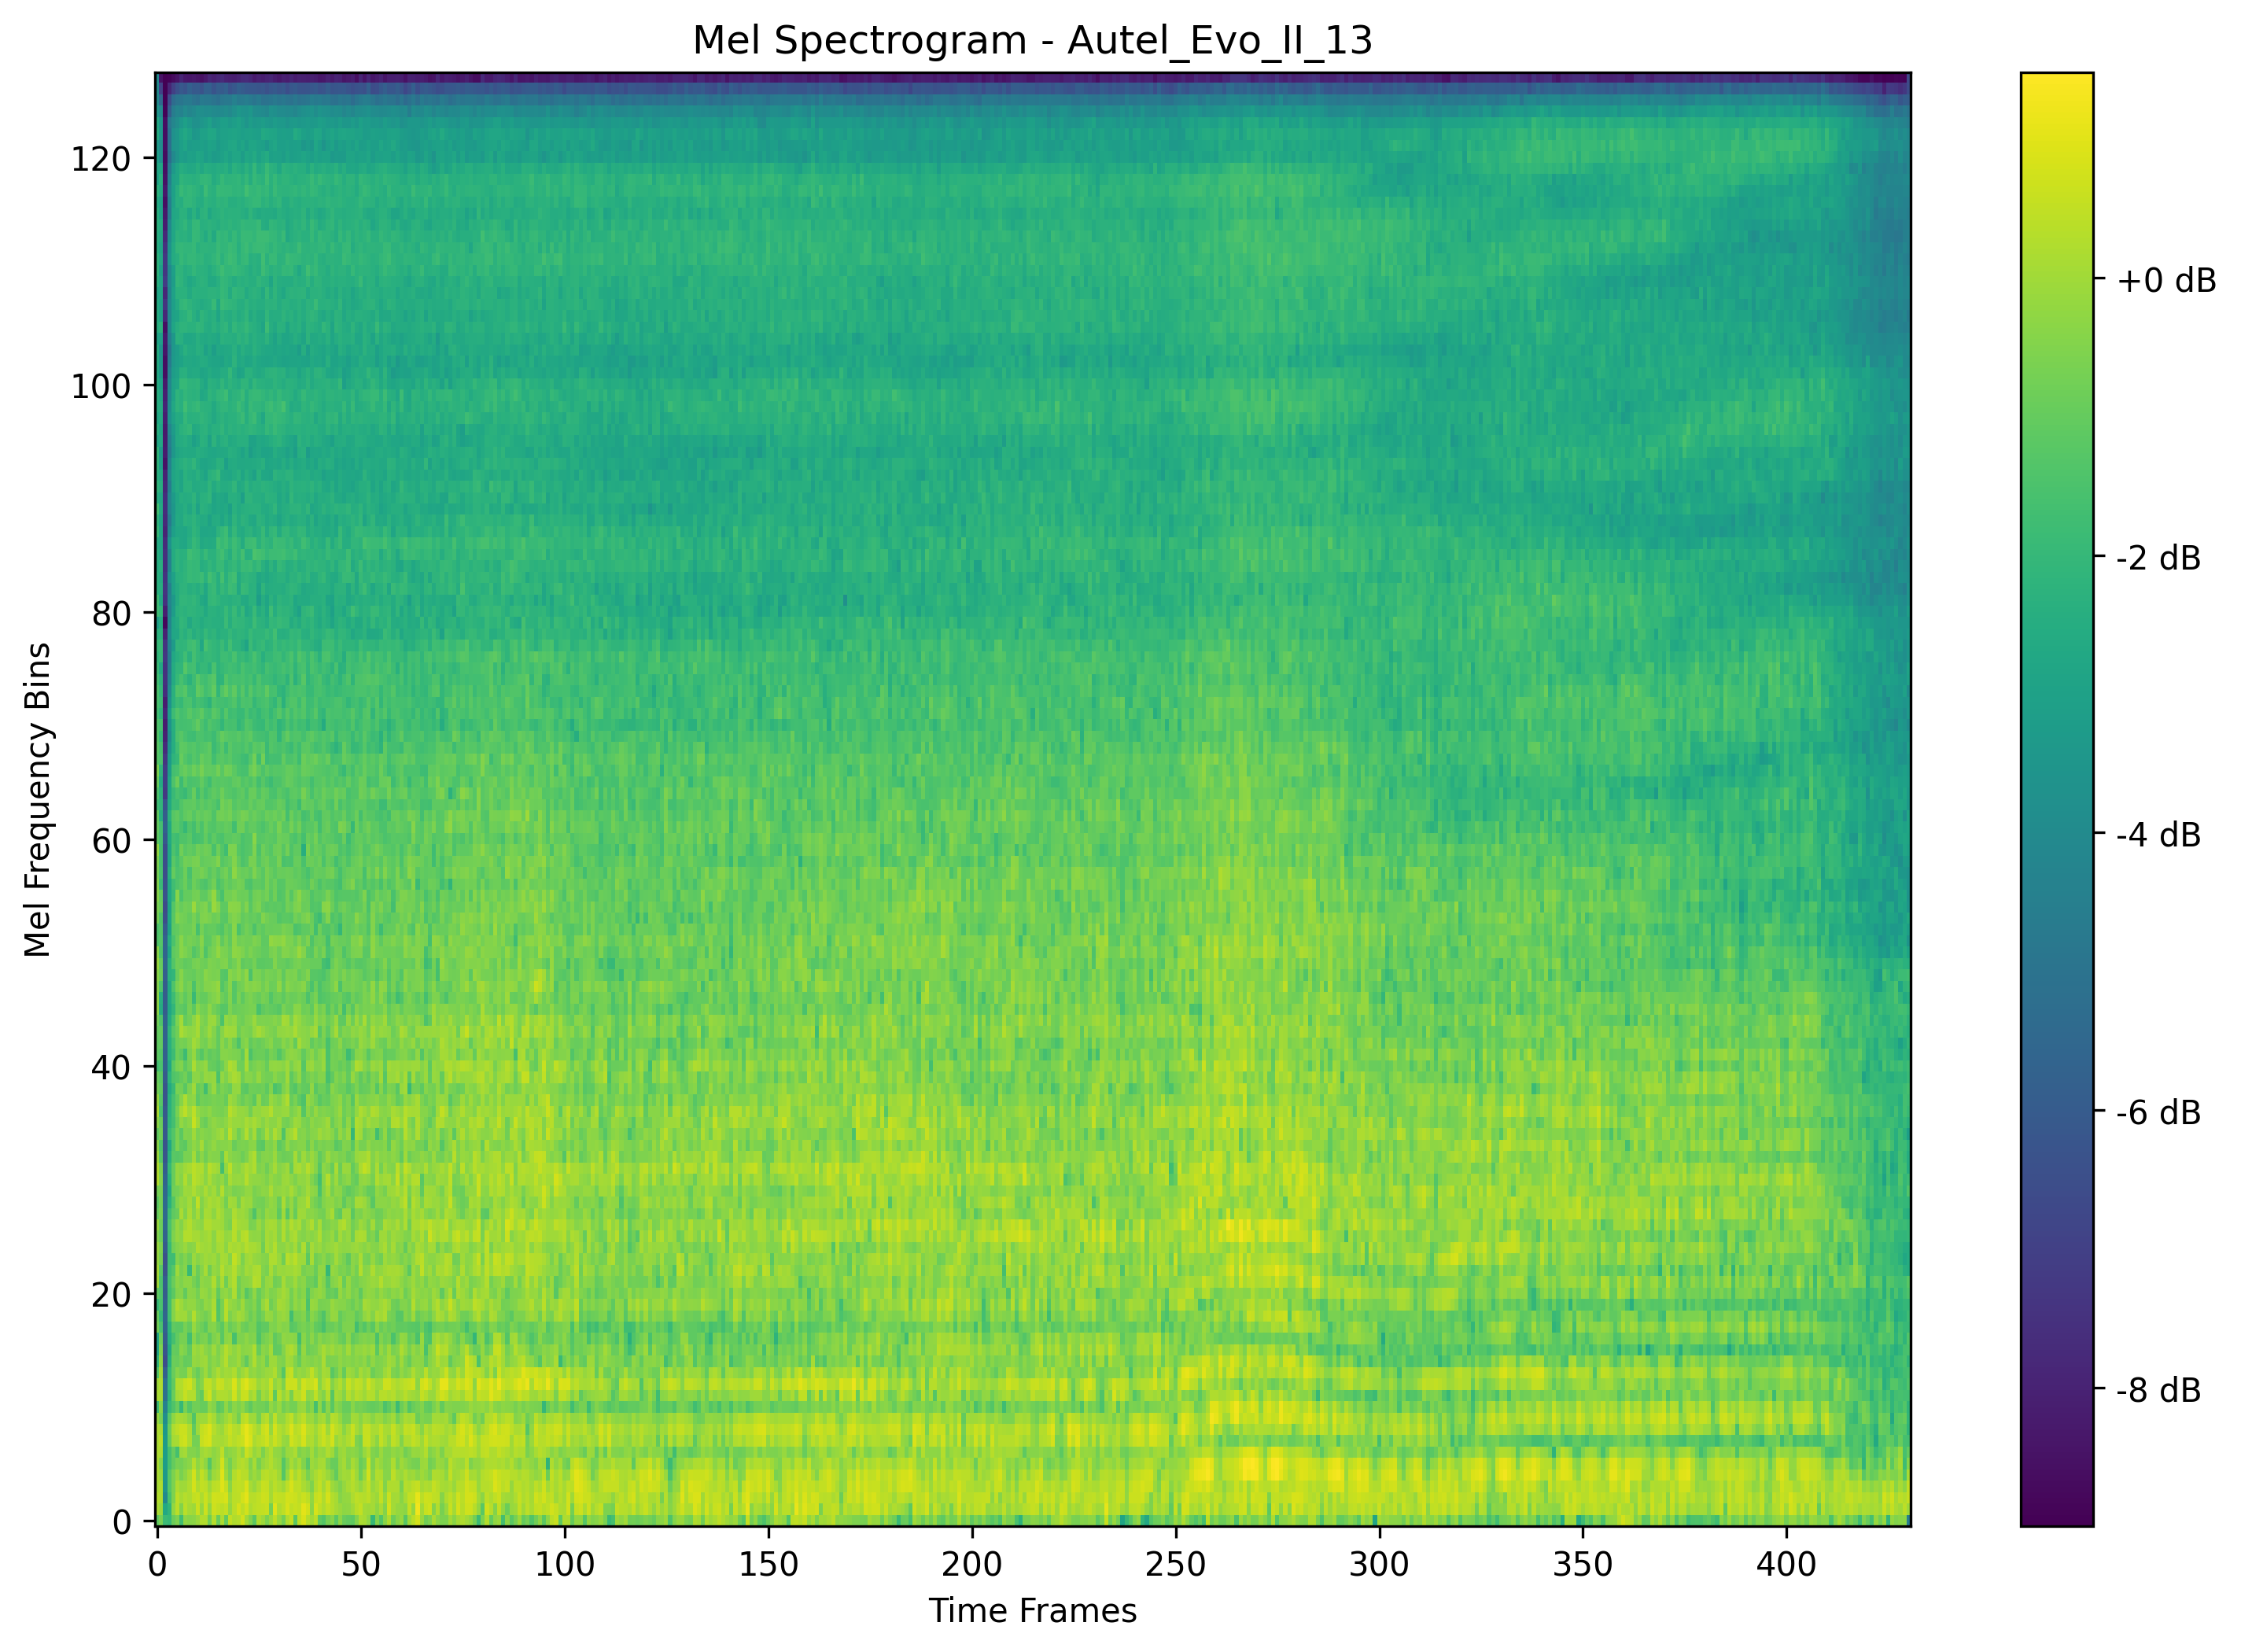 Mel Spectrogram - Autel_Evo_II_13
Mel Frequency Bins
120
100
80
60
40
20
0
0 50 100 150 200 250 300 350 400
Time Frames
+0 dB
-2 dB
-4 dB
-6 dB
-8 dB